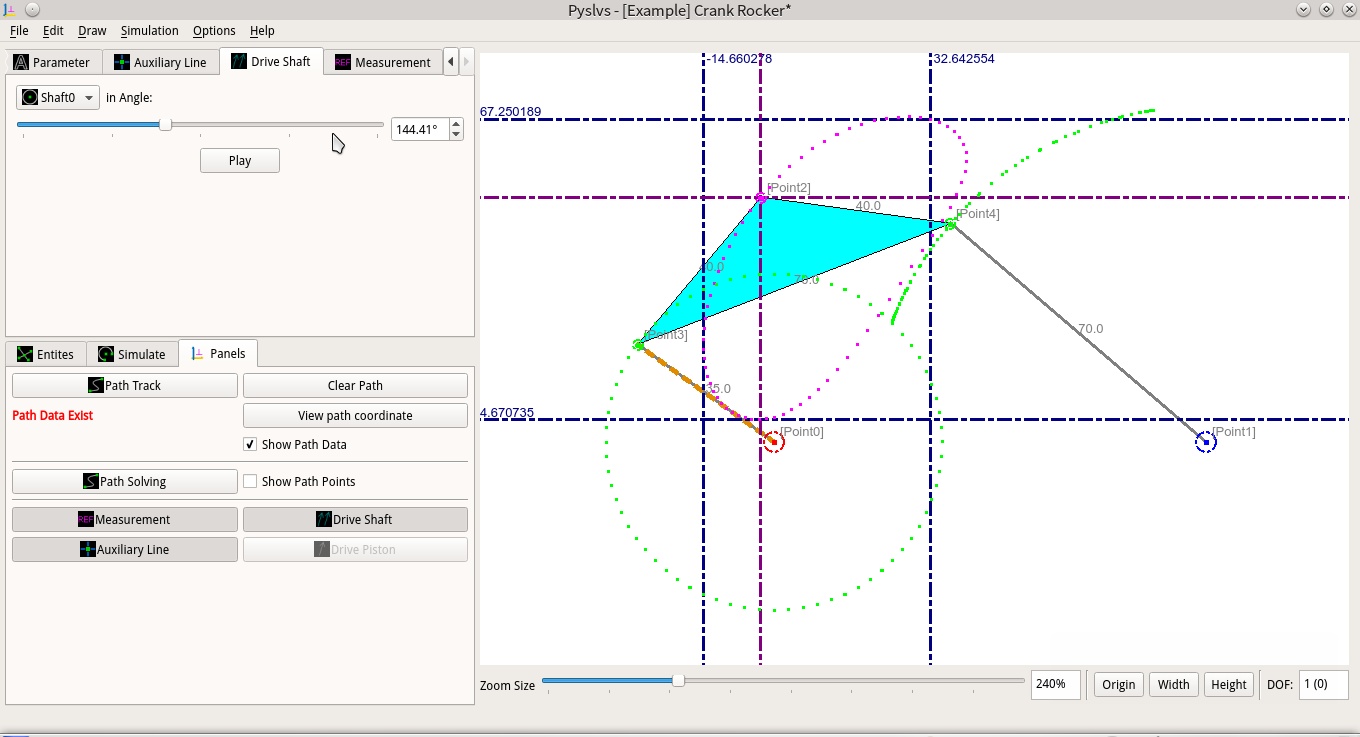 Pyslvs - [Example] Crank Rocker*
File Edit Draw Simulation Options Help
Parameter Auxiliary Line Drive Shaft REF Measurement
Shaft0 in Angle:
144.41°
Play
Entites Simulate Panels
Path Track Clear Path
Path Data Exist View path coordinate
Show Path Data
Path Solving Show Path Points
REF Measurement Drive Shaft
Auxiliary Line Drive Piston
-14.660278 32.642554
67.250189
[Point2]
40.0
[Point4]
70.0
[Point3]
70.0
35.0
4.670735
[Point0] [Point1]
Zoom Size 240% Origin Width Height DOF: 1 (0)